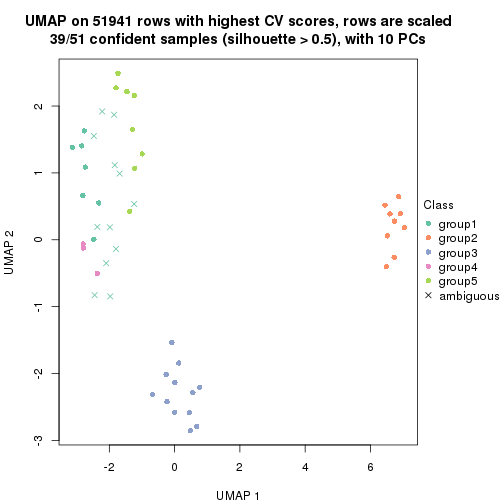 UMAP on 51941 rows with highest CV scores, rows are scaled
39/51 confident samples (silhouette > 0.5), with 10 PCs
2
1
0
-1
-2
-3
UMAP 2
-2
0
2
4
6
UMAP 1
Class
group1
group2
group3
group4
group5
ambiguous